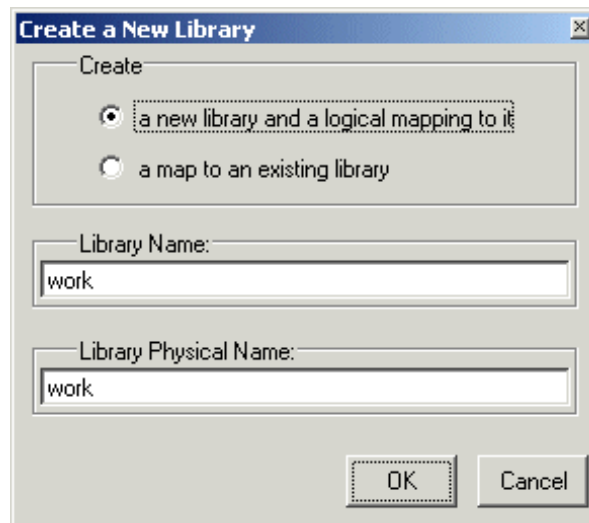 Create a New Library
Create
a new library and a logical mapping to it
a map to an existing library
Library Name:
work
Library Physical Name:
work
OK Cancel